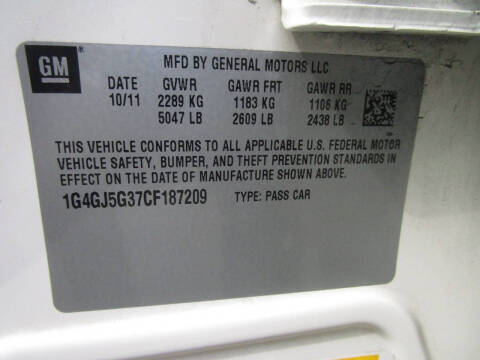 GM
MFD BY GENERAL MOTORS LLC
DATE GVWR GAWR FRT GAWR RR
10/11 2289 KG 1183 KG 1106 KG
5047 LB 2609 LB 2438 LB
THIS VEHICLE CONFORMS TO ALL APPLICABLE U.S. FEDERAL MOTOR
VEHICLE SAFETY, BUMPER, AND THEFT PREVENTION STANDARDS IN
EFFECT ON THE DATE OF MANUFACTURE SHOWN ABOVE.
1G4GJ5G37CF187209 TYPE: PASS CAR